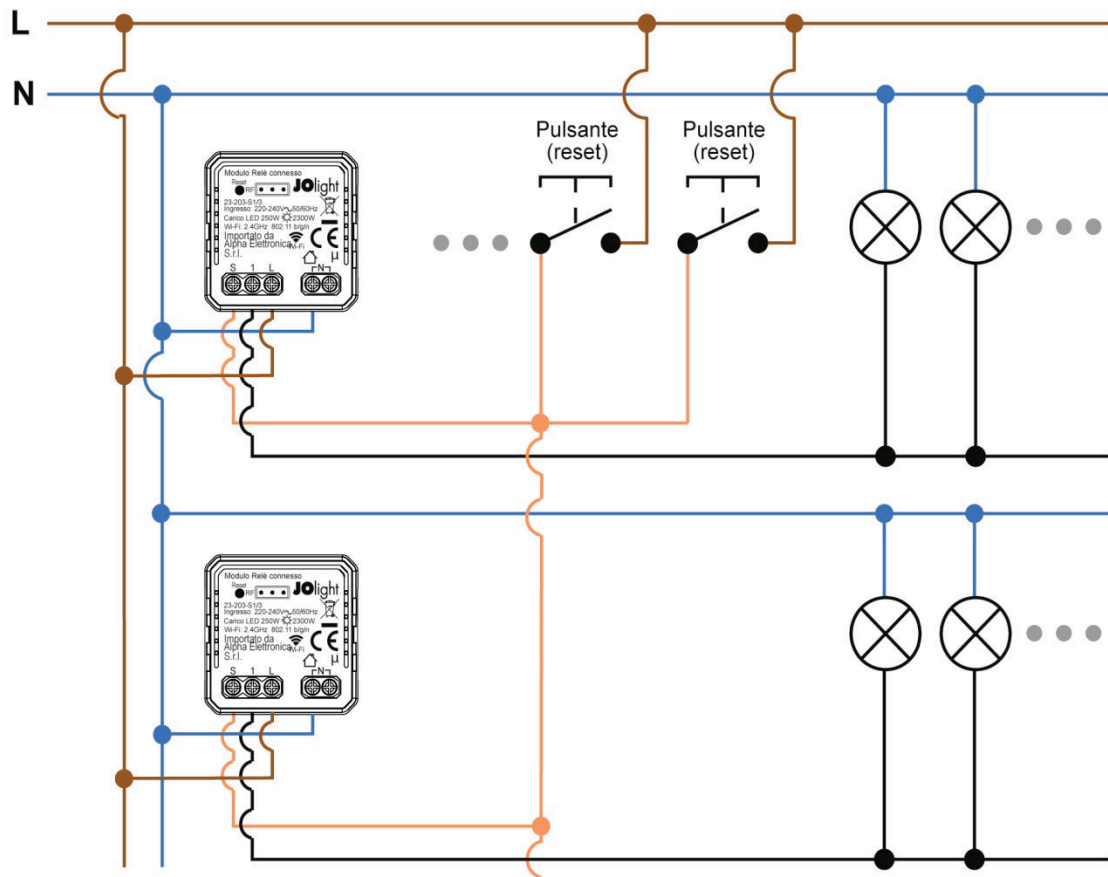 L
N
Pulsante
(reset)
Pulsante
(reset)
Modulo Relè connesso
Reset
RF
JOlight
23-203-S1/3
Ingresso: 220-240V~50/60Hz
Carico LED 250W 2300W
Wi-Fi: 2.4GHz 802.11 b/g/n
Importato da
Alpha Elettronica
S.r.l.
Wi-Fi
CE
µ
S 1 L
N
Modulo Relè connesso
Reset
RF
JOlight
23-203-S1/3
Ingresso: 220-240V~50/60Hz
Carico LED 250W 2300W
Wi-Fi: 2.4GHz 802.11 b/g/n
Importato da
Alpha Elettronica
S.r.l.
Wi-Fi
CE
µ
S 1 L
N